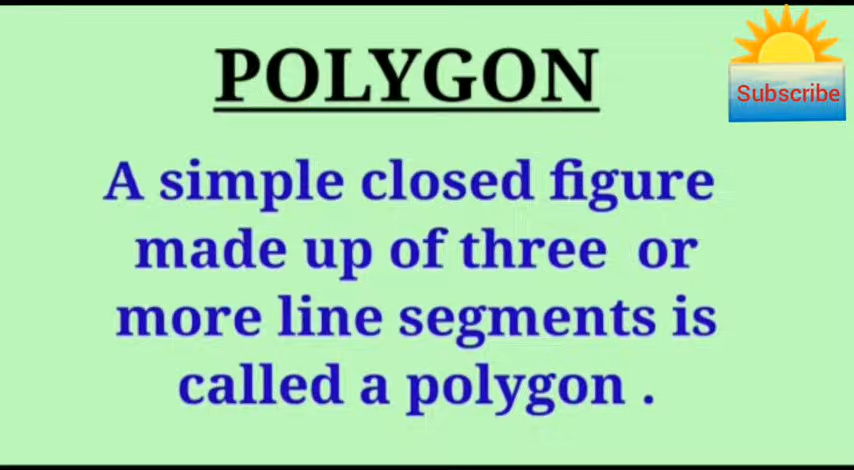 POLYGON
Subscribe
A simple closed figure
made up of three or
more line segments is
called a polygon .